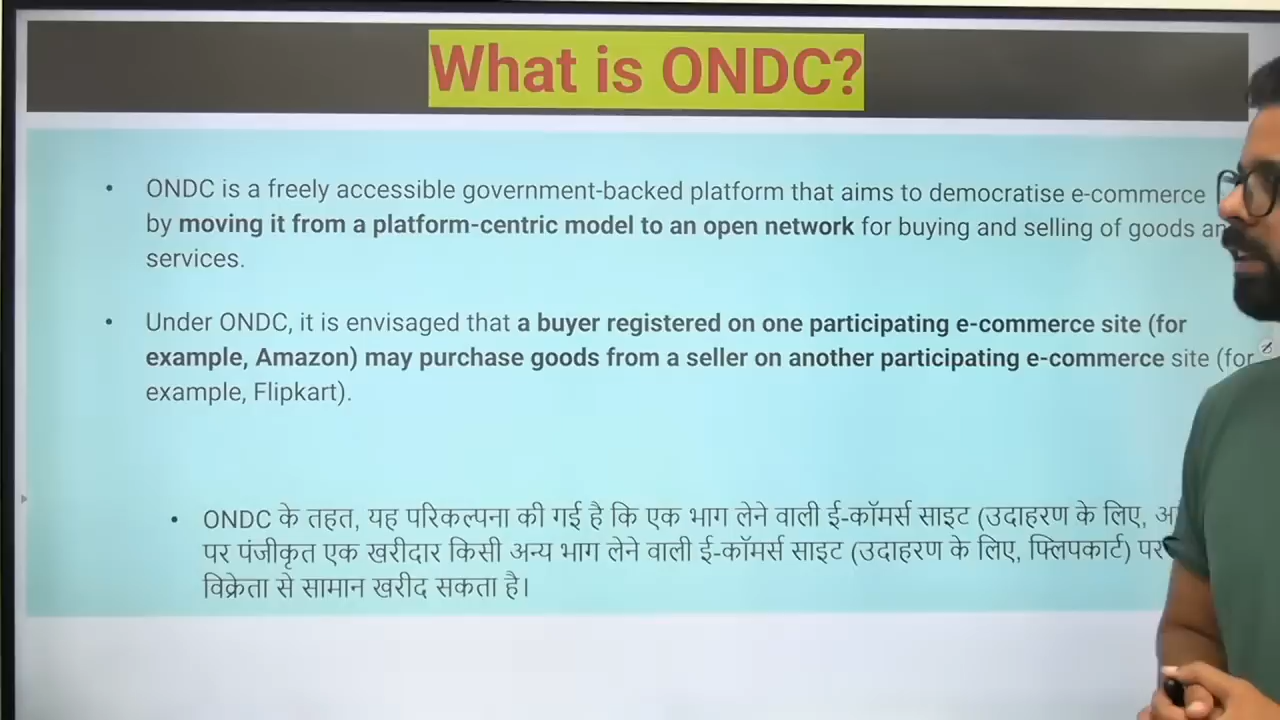 What is ONDC?
• ONDC is a freely accessible government-backed platform that aims to democratise e-commerce
by moving it from a platform-centric model to an open network for buying and selling of goods
services.
• Under ONDC, it is envisaged that a buyer registered on one participating e-commerce site (for
example, Amazon) may purchase goods from a seller on another participating e-commerce site (for
example, Flipkart).
• ONDC के तहत, यह परिकल्पना की गई है कि एक भाग लेने वाली ई-कॉमर्स साइट (उदाहरण के लिए,
पर पंजीकृत एक खरीदार किसी अन्य भाग लेने वाली ई-कॉमर्स साइट (उदाहरण के लिए, फ्लिपकार्ट) पर
विक्रेता से सामान खरीद सकता है।